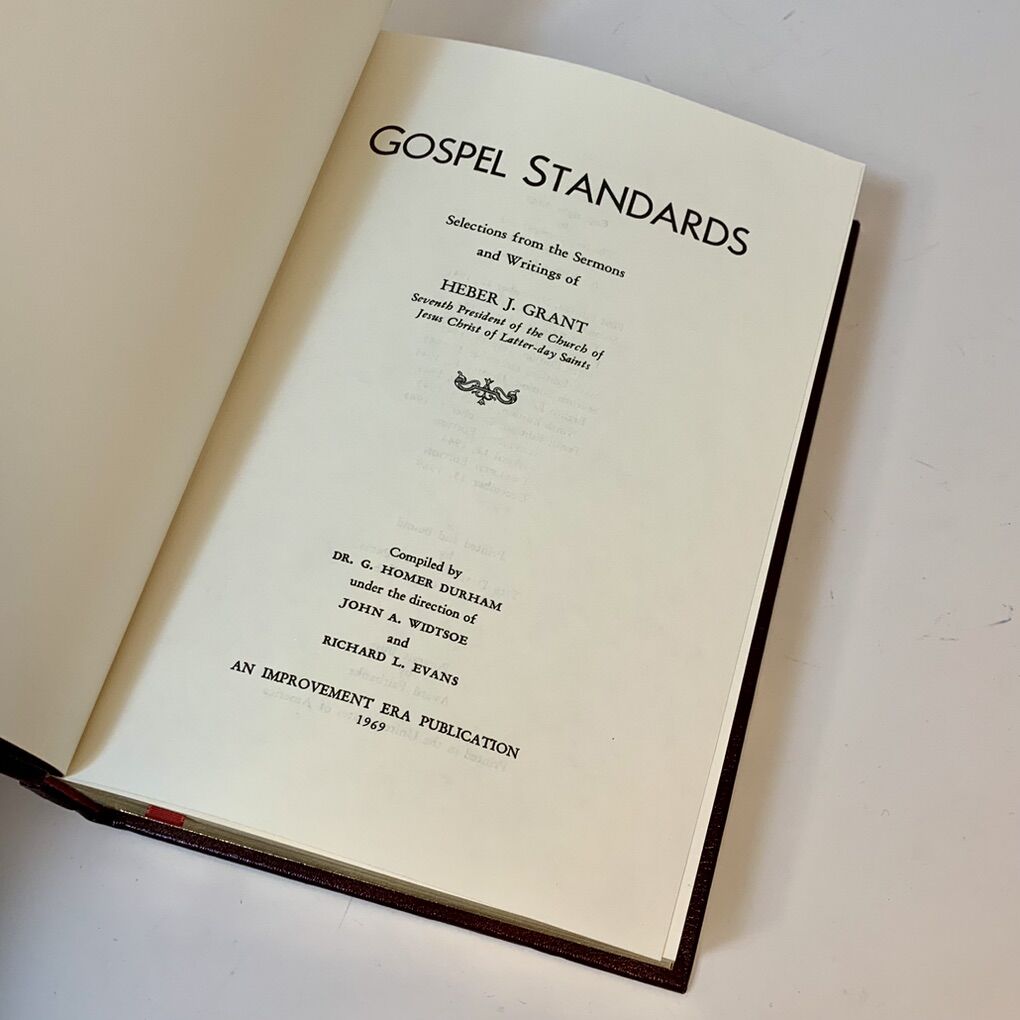 GOSPEL STANDARDS
Selections from the Sermons
and Writings of
HEBER J. GRANT
Seventh President of the Church of
Jesus Christ of Latter-day Saints
Compiled by
DR. G. HOMER DURHAM
under the direction of
JOHN A. WIDTSOE
and
RICHARD L. EVANS
AN IMPROVEMENT ERA PUBLICATION
1969